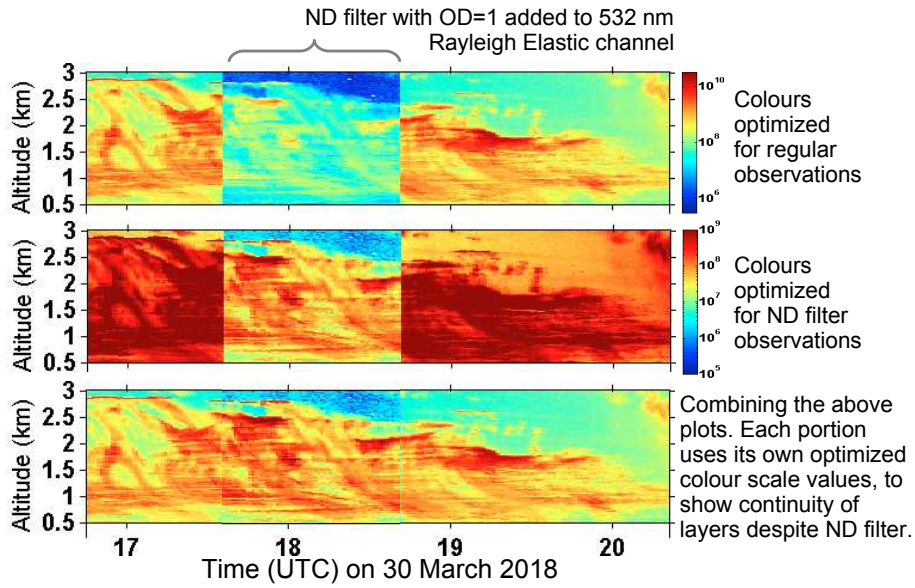 ND filter with OD=1 added to 532 nm
Rayleigh Elastic channel
Altitude (km)
3
2.5
2
1.5
1
0.5
10¹⁰
10⁸
10⁶
Colours
optimized
for regular
observations
Altitude (km)
3
2.5
2
1.5
1
0.5
10⁹
10⁸
10⁷
10⁶
10⁵
Colours
optimized
for ND filter
observations
Altitude (km)
3
2.5
2
1.5
1
0.5
Combining the above
plots. Each portion
uses its own optimized
colour scale values, to
show continuity of
layers despite ND filter.
17 18 19 20
Time (UTC) on 30 March 2018